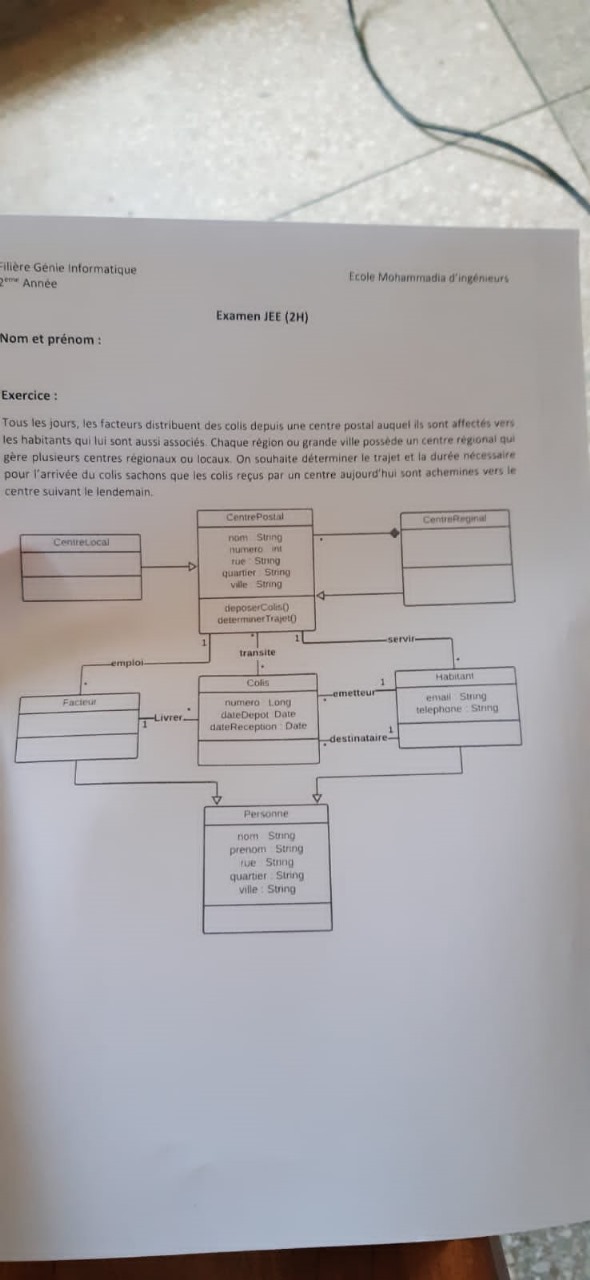 Filière Génie Informatique
2ème Année
Ecole Mohammadia d'ingénieurs
Examen JEE (2H)
Nom et prénom :
Exercice :
Tous les jours, les facteurs distribuent des colis depuis une centre postal auquel ils sont affectés vers
les habitants qui lui sont aussi associés. Chaque région ou grande ville possède un centre régional qui
gère plusieurs centres régionaux ou locaux. On souhaite déterminer le trajet et la durée nécessaire
pour l'arrivée du colis sachons que les colis reçus par un centre aujourd'hui sont achemines vers le
centre suivant le lendemain.
CentrePostal
nom : String
numero : int
rue : String
quartier : String
ville : String
deposerColis()
determinerTrajet()
CentreLocal
CentreReginal
*
1
*
1
servir
transite
emploi
*
*
*
Facteur
1
Livrer
*
Colis
numero : Long
dateDepot : Date
dateReception : Date
1
emetteur
*
1
destinataire
*
Habitant
email : String
telephone : String
Personne
nom : String
prenom : String
rue : String
quartier : String
ville : String